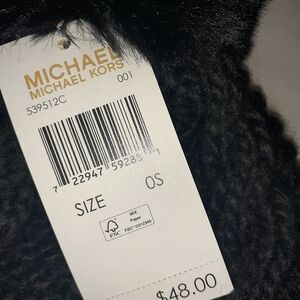 MICHAEL
MICHAEL KORS
539512C
001
7 22947 59283 1
SIZE
OS
FSC
MIX
Paper
$48.00